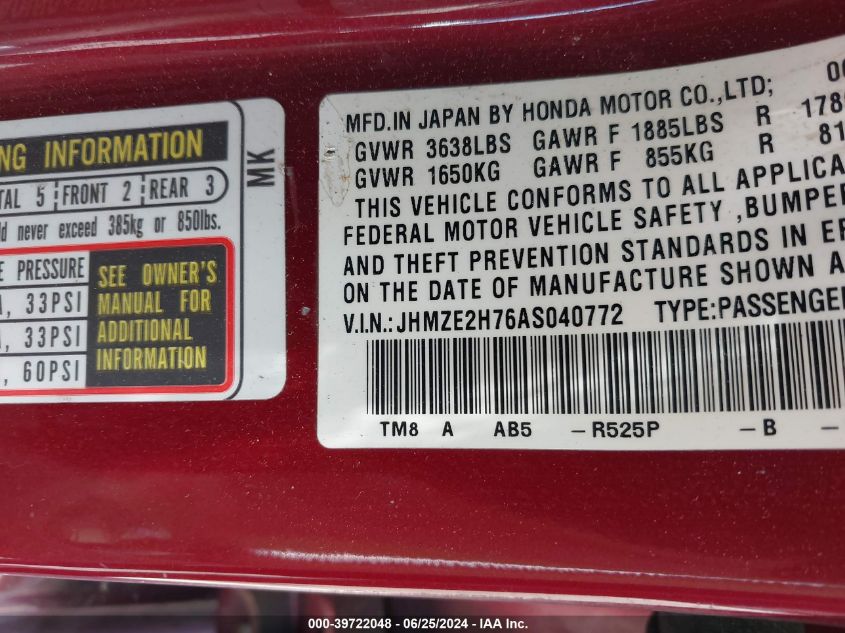 NG INFORMATION
TAL 5 FRONT 2 REAR 3
d never exceed 385kg or 850lbs.
E PRESSURE
, 33PSI
, 33PSI
, 60PSI
SEE OWNER'S
MANUAL FOR
ADDITIONAL
INFORMATION
MK
MFD.IN JAPAN BY HONDA MOTOR CO.,LTD;
GVWR 3638LBS GAWR F 1885LBS R 178
GVWR 1650KG GAWR F 855KG R 81
THIS VEHICLE CONFORMS TO ALL APPLICA
FEDERAL MOTOR VEHICLE SAFETY ,BUMPER
AND THEFT PREVENTION STANDARDS IN EF
ON THE DATE OF MANUFACTURE SHOWN A
V.I.N.:JHMZE2H76AS040772 TYPE:PASSENGE
TM8 A AB5 -R525P -B -
000-39722048 - 06/25/2024 - IAA Inc.